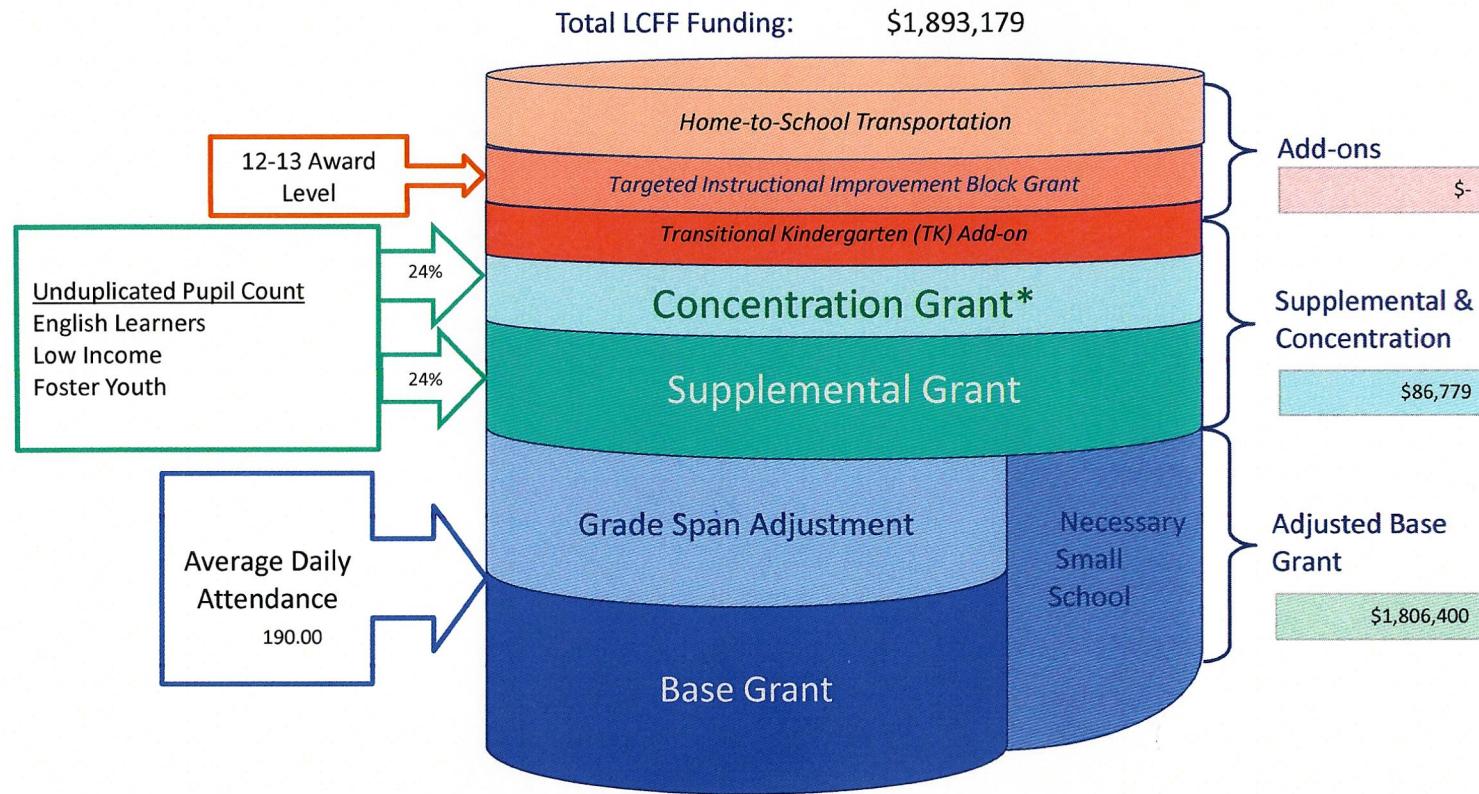 Total LCFF Funding: $1,893,179
Home-to-School Transportation
Targeted Instructional Improvement Block Grant
Transitional Kindergarten (TK) Add-on
Concentration Grant*
Supplemental Grant
Grade Span Adjustment
Base Grant
Necessary
Small
School
12-13 Award
Level
Unduplicated Pupil Count
English Learners
Low Income
Foster Youth
24%
24%
Average Daily
Attendance
190.00
Add-ons
$-
Supplemental &
Concentration
$86,779
Adjusted Base
Grant
$1,806,400